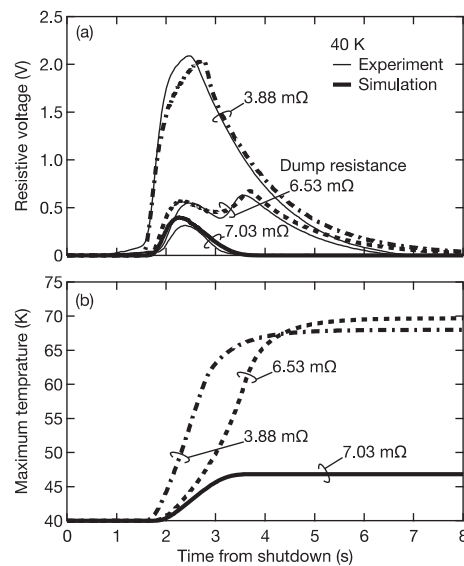 (a)
40 K
Experiment
Simulation
3.88 mΩ
Dump resistance
6.53 mΩ
7.03 mΩ
Resistive voltage (V)
2.5
2.0
1.5
1.0
0.5
0
(b)
6.53 mΩ
3.88 mΩ
7.03 mΩ
Maximum temprature (K)
75
70
65
60
55
50
45
40
0 1 2 3 4 5 6 7 8
Time from shutdown (s)